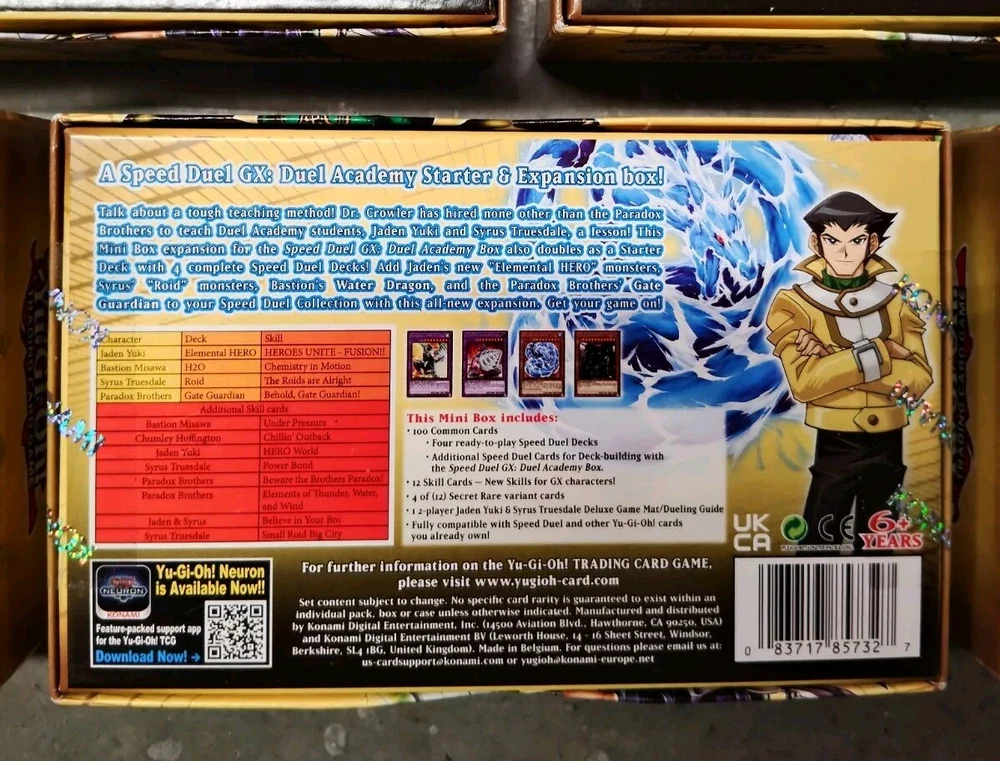 A Speed Duel GX: Duel Academy Starter & Expansion box!
Talk about a tough teaching method! Dr. Crowler has hired none other than the Paradox
Brothers to teach Duel Academy students, Jaden Yuki and Syrus Truesdale, a lesson! This
Mini Box expansion for the Speed Duel GX: Duel Academy Box also doubles as a Starter
Deck with 4 complete Speed Duel Decks! Add Jaden's new "Elemental HERO" monsters,
Syrus' "Roid" monsters, Bastion's Water Dragon, and the Paradox Brothers' Gate
Guardian to your Speed Duel Collection with this all-new expansion. Get your game on!
Character Deck Skill
Jaden Yuki Elemental HERO HEROES UNITE - FUSION!!
Bastion Misawa H2O Chemistry in Motion
Syrus Truesdale Roid The Roids are Alright
Paradox Brothers Gate Guardian Behold, Gate Guardian!
Additional Skill cards
Bastion Misawa Under Pressure
Chumley Huffington Chillin' Outback
Jaden Yuki HERO World
Syrus Truesdale Power Bond
Paradox Brothers Beware the Brothers Paradox!
Paradox Brothers Elements of Thunder, Water,
and Wind
Jaden & Syrus Believe in Your Bro
Syrus Truesdale Small Roid Big City
This Mini Box includes:
• 100 Common Cards
• Four ready-to-play Speed Duel Decks
• Additional Speed Duel Cards for Deck-building with
the Speed Duel GX: Duel Academy Box.
• 12 Skill Cards — New Skills for GX characters!
• 4 of (12) Secret Rare variant cards
• 1 2-player Jaden Yuki & Syrus Truesdale Deluxe Game Mat/Dueling Guide
• Fully compatible with Speed Duel and other Yu-Gi-Oh! cards
you already own!
UK
CA
CE
6+
YEARS
NEURON
KONAMI
Yu-Gi-Oh! Neuron
is Available Now!!
Feature-packed support app
for the Yu-Gi-Oh! TCG
Download Now! →
For further information on the Yu-Gi-Oh! TRADING CARD GAME,
please visit www.yugioh-card.com
Set content subject to change. No specific card rarity is guaranteed to exist within an
individual pack, box or case unless otherwise indicated. Manufactured and distributed
by Konami Digital Entertainment, Inc. (14500 Aviation Blvd., Hawthorne, CA 90250, USA)
and Konami Digital Entertainment BV (Leworth House, 14 - 16 Sheet Street, Windsor,
Berkshire, SL4 1BG, United Kingdom). Made in Belgium. For questions please email us at:
us-cardsupport@konami.com or yugioh@konami-europe.net
0 83717 85732 7